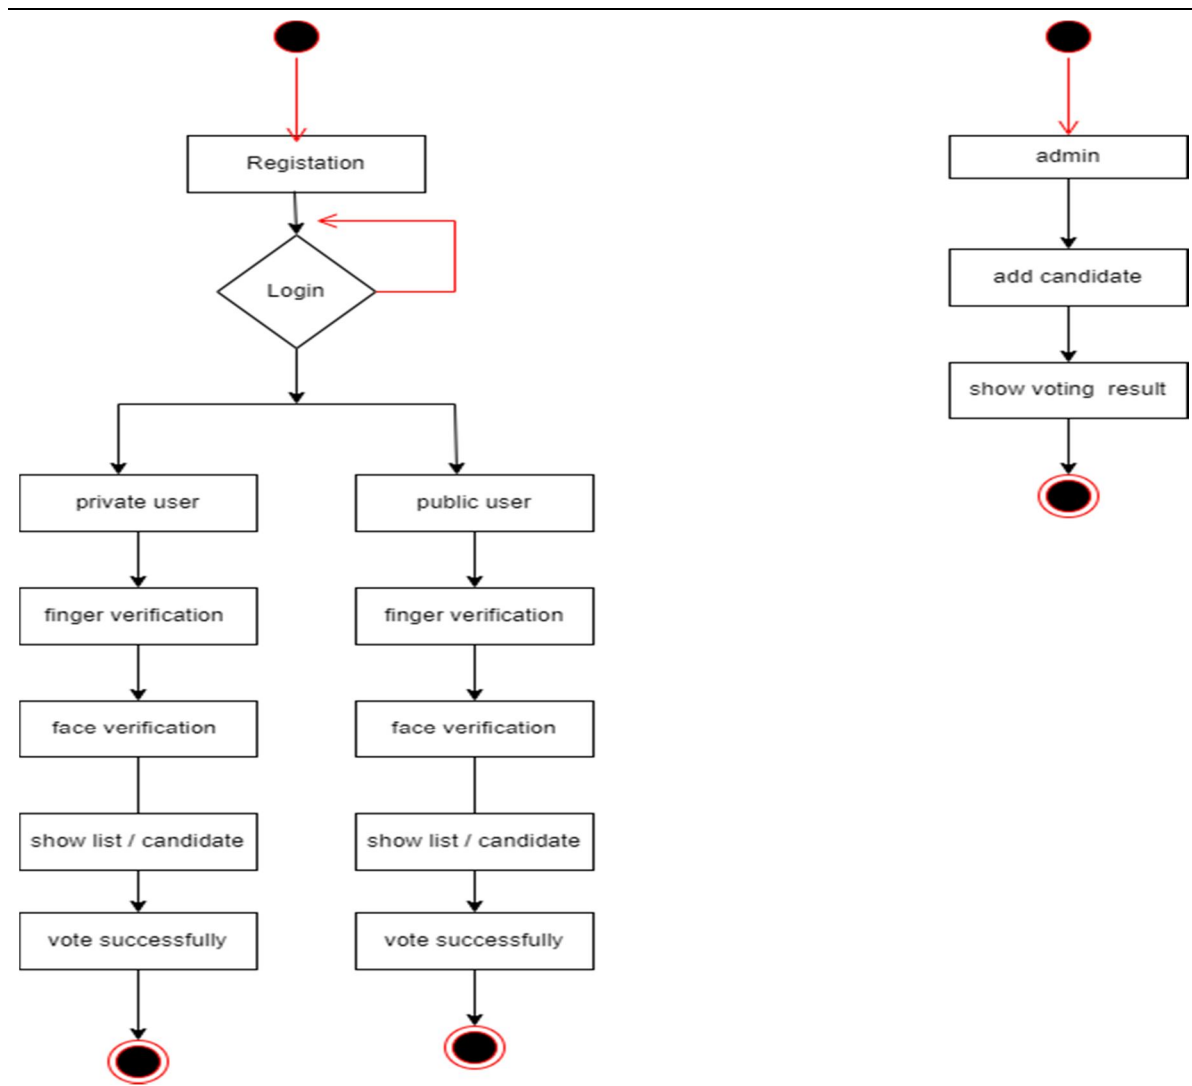 Registation
Login
private user
finger verification
face verification
show list / candidate
vote successfully
public user
finger verification
face verification
show list / candidate
vote successfully
admin
add candidate
show voting  result